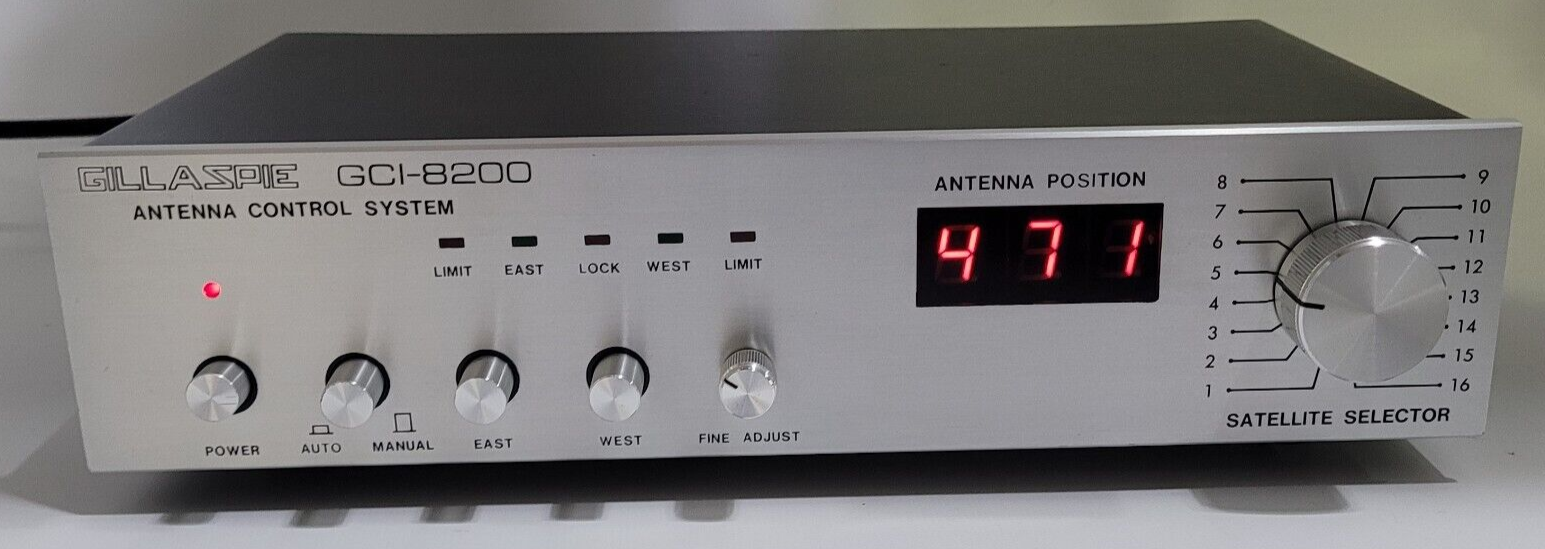 GILLASPIE GCI-8200
ANTENNA CONTROL SYSTEM
LIMIT EAST LOCK WEST LIMIT
POWER AUTO MANUAL EAST WEST FINE ADJUST
ANTENNA POSITION
471
8 9
7 10
6 11
5 12
4 13
3 14
2 15
1 16
SATELLITE SELECTOR